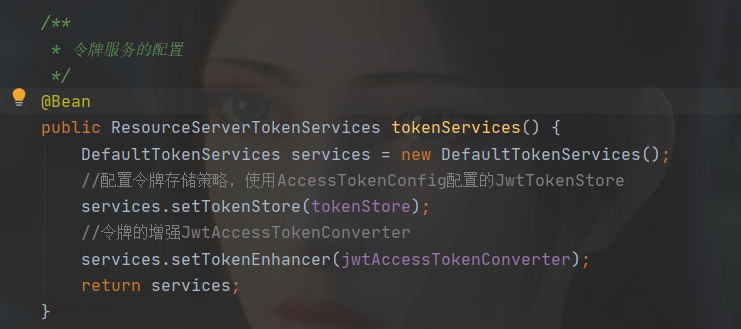 /**
 * 令牌服务的配置
 */
@Bean
public ResourceServerTokenServices tokenServices() {
    DefaultTokenServices services = new DefaultTokenServices();
    //配置令牌存储策略，使用AccessTokenConfig配置的JwtTokenStore
    services.setTokenStore(tokenStore);
    //令牌的增强JwtAccessTokenConverter
    services.setTokenEnhancer(jwtAccessTokenConverter);
    return services;
}